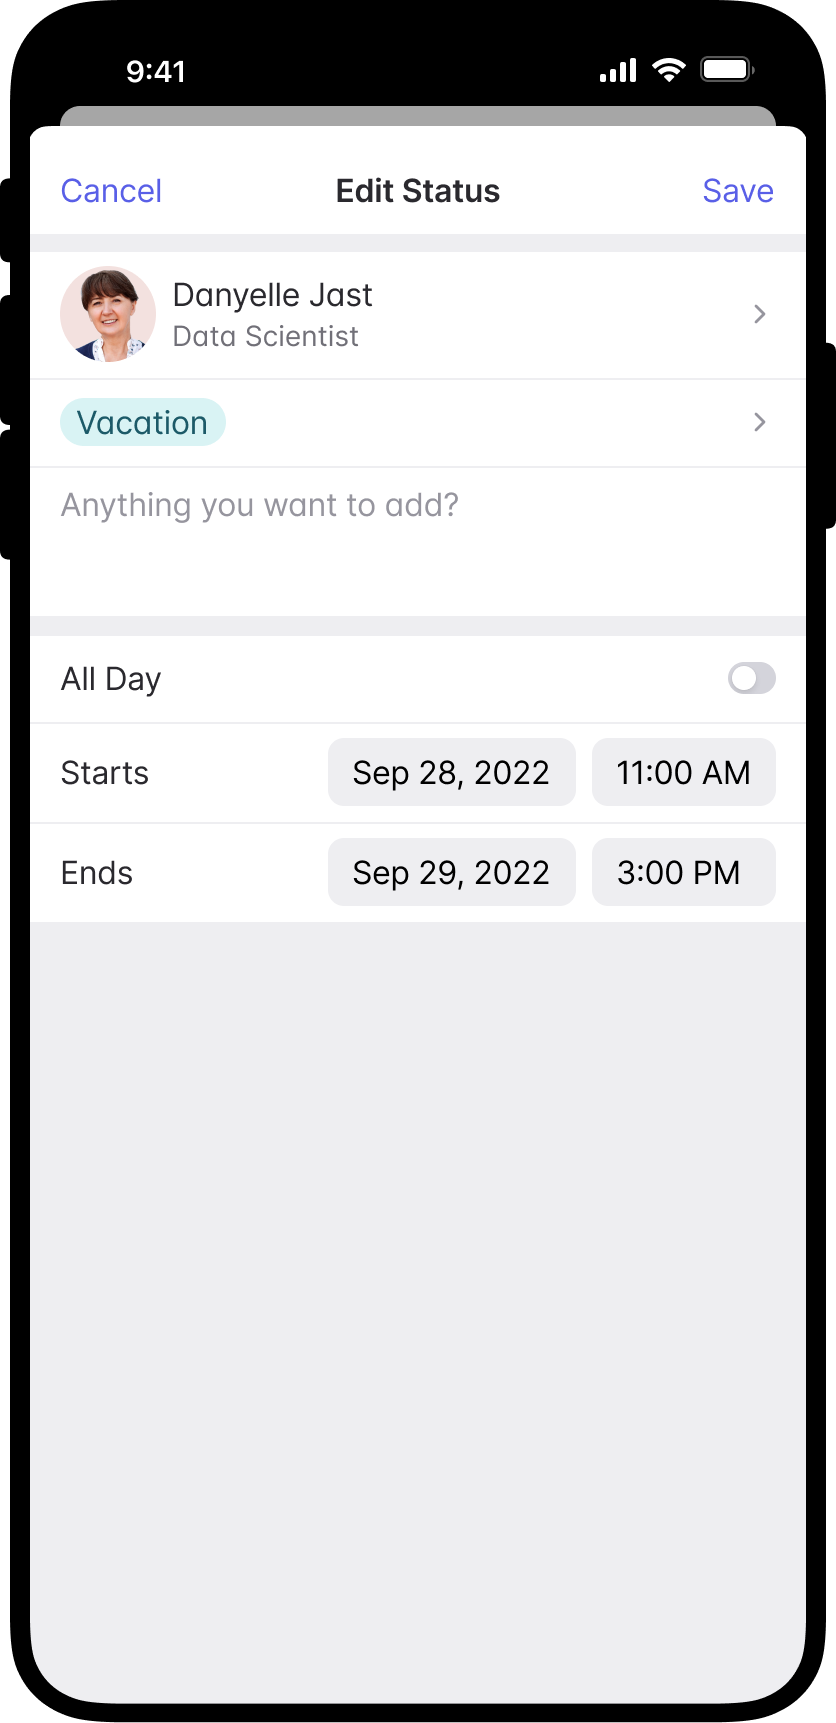 9:41
Cancel Edit Status Save
Danyelle Jast
Data Scientist
Vacation
Anything you want to add?
All Day
Starts Sep 28, 2022 11:00 AM
Ends Sep 29, 2022 3:00 PM